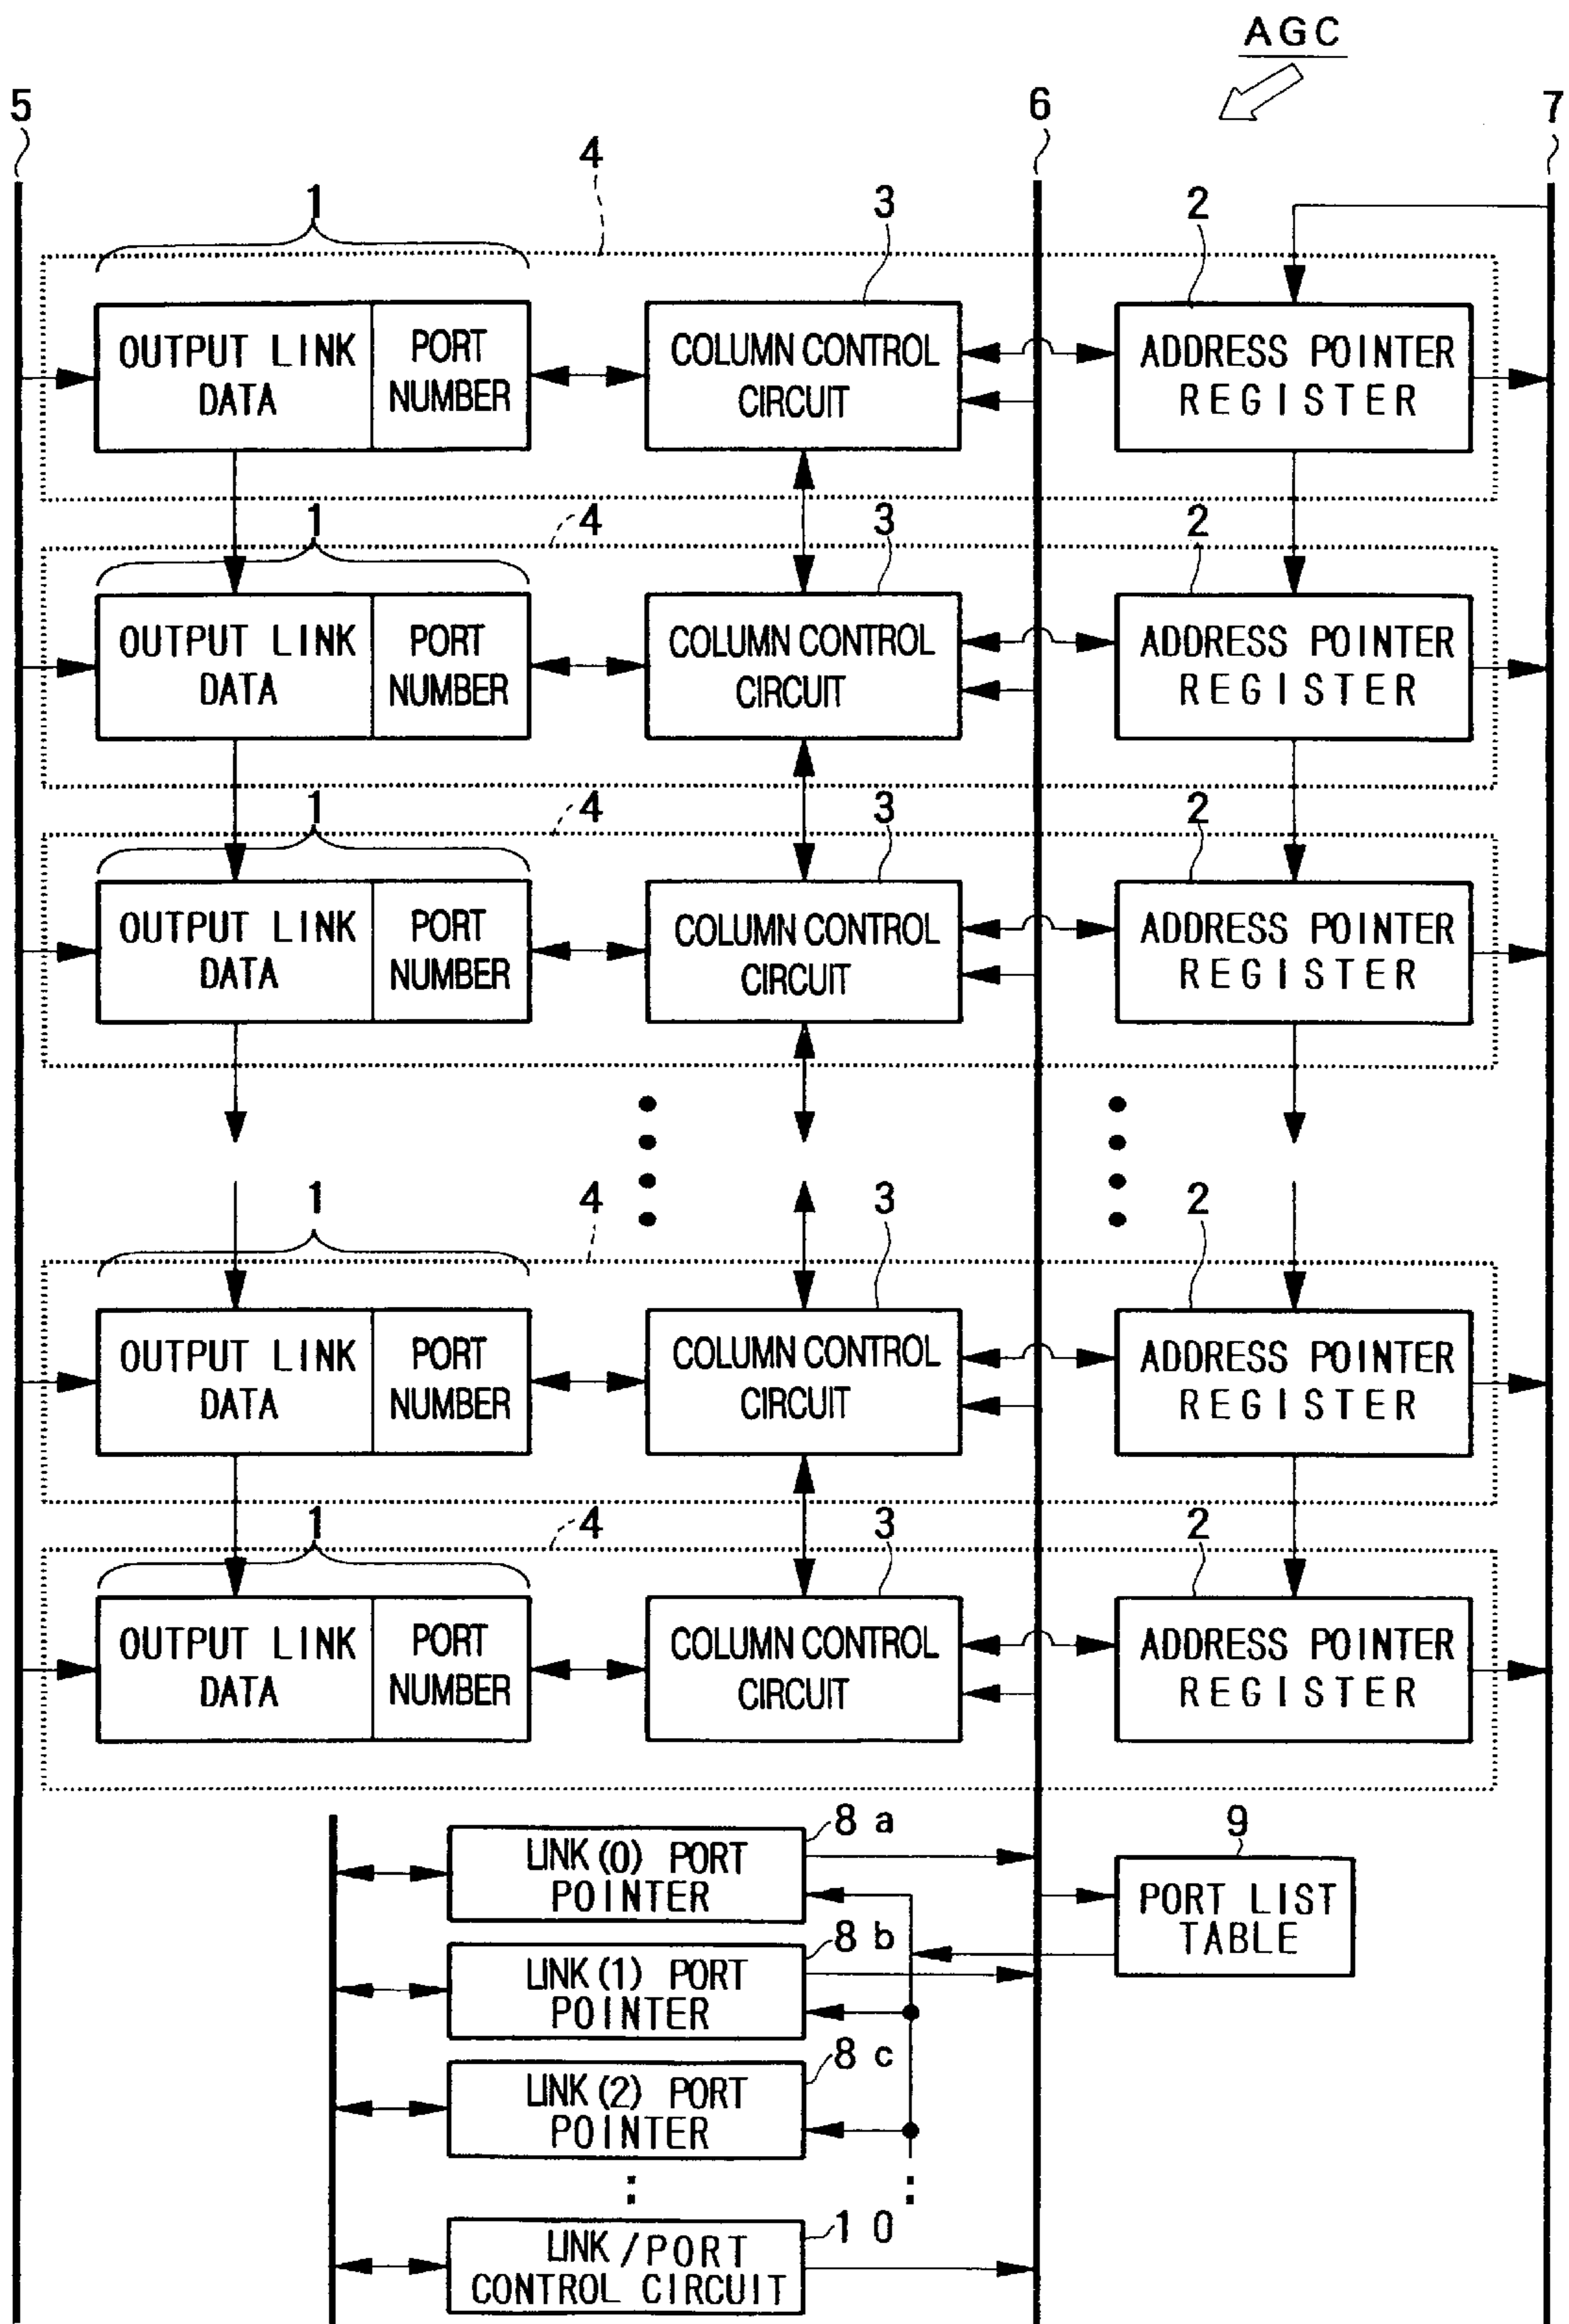 AGC
5
6
7
4
1
3
2
OUTPUT LINK DATA
PORT NUMBER
COLUMN CONTROL CIRCUIT
ADDRESS POINTER REGISTER
1
4
3
2
OUTPUT LINK DATA
PORT NUMBER
COLUMN CONTROL CIRCUIT
ADDRESS POINTER REGISTER
1
4
3
2
OUTPUT LINK DATA
PORT NUMBER
COLUMN CONTROL CIRCUIT
ADDRESS POINTER REGISTER
1
4
3
2
OUTPUT LINK DATA
PORT NUMBER
COLUMN CONTROL CIRCUIT
ADDRESS POINTER REGISTER
1
4
3
2
OUTPUT LINK DATA
PORT NUMBER
COLUMN CONTROL CIRCUIT
ADDRESS POINTER REGISTER
8a
LINK(0) PORT
POINTER
9
PORT LIST
TABLE
8b
LINK(1) PORT
POINTER
8c
LINK(2) PORT
POINTER
10
LINK/PORT
CONTROL CIRCUIT